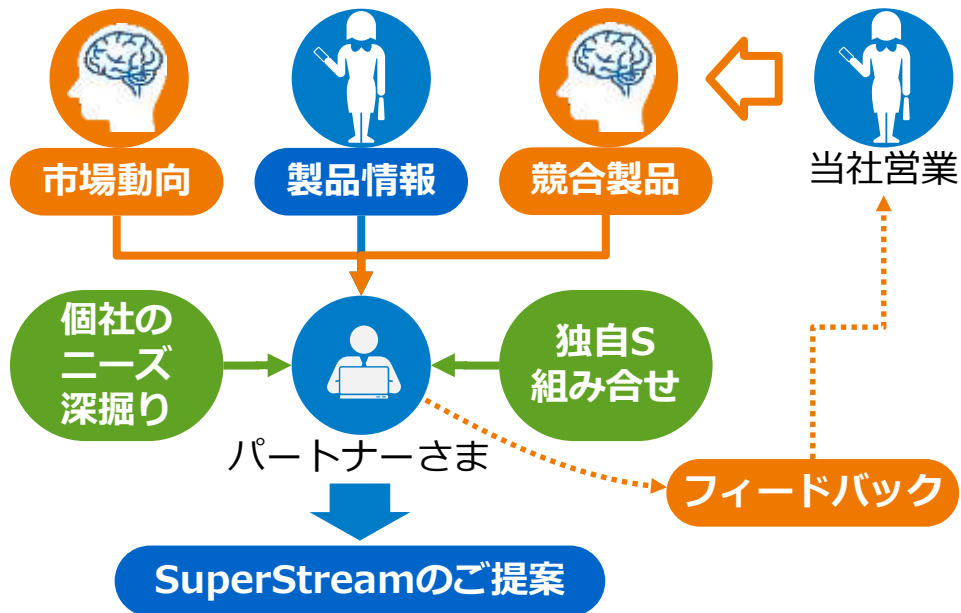 市場動向
製品情報
競合製品
当社営業
個社の
ニーズ
深掘り
独自S
組み合せ
パートナーさま
フィードバック
SuperStreamのご提案